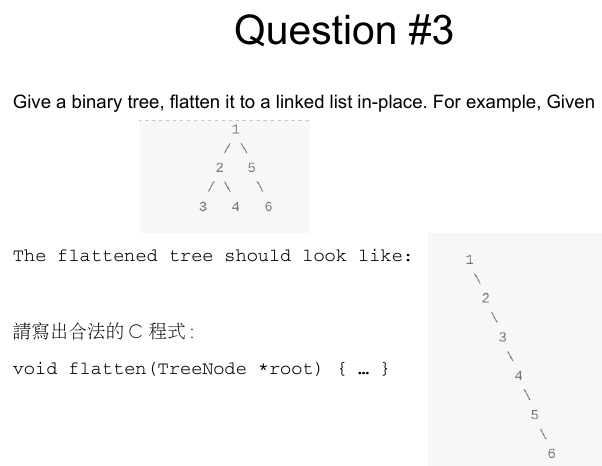 Question #3
Give a binary tree, flatten it to a linked list in-place. For example, Given
1
/ \
2 5
/ \ \
3 4 6
The flattened tree should look like:
1
\
2
\
3
\
4
\
5
\
6
請寫出合法的 C 程式 :
void flatten(TreeNode *root) { … }